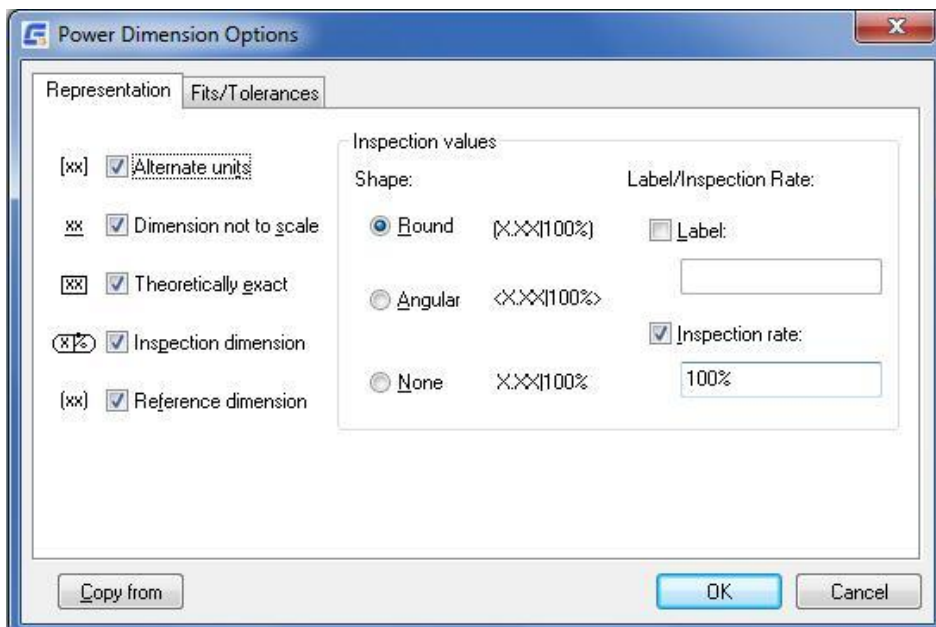 Power Dimension Options
Representation
Fits/Tolerances
[xx] Alternate units
xx Dimension not to scale
xx Theoretically exact
x % Inspection dimension
(xx) Reference dimension
Inspection values
Shape:
Round (X.XX|100%)
Angular <X.XX|100%>
None X.XX|100%
Label/Inspection Rate:
Label:
Inspection rate:
100%
Copy from
OK
Cancel